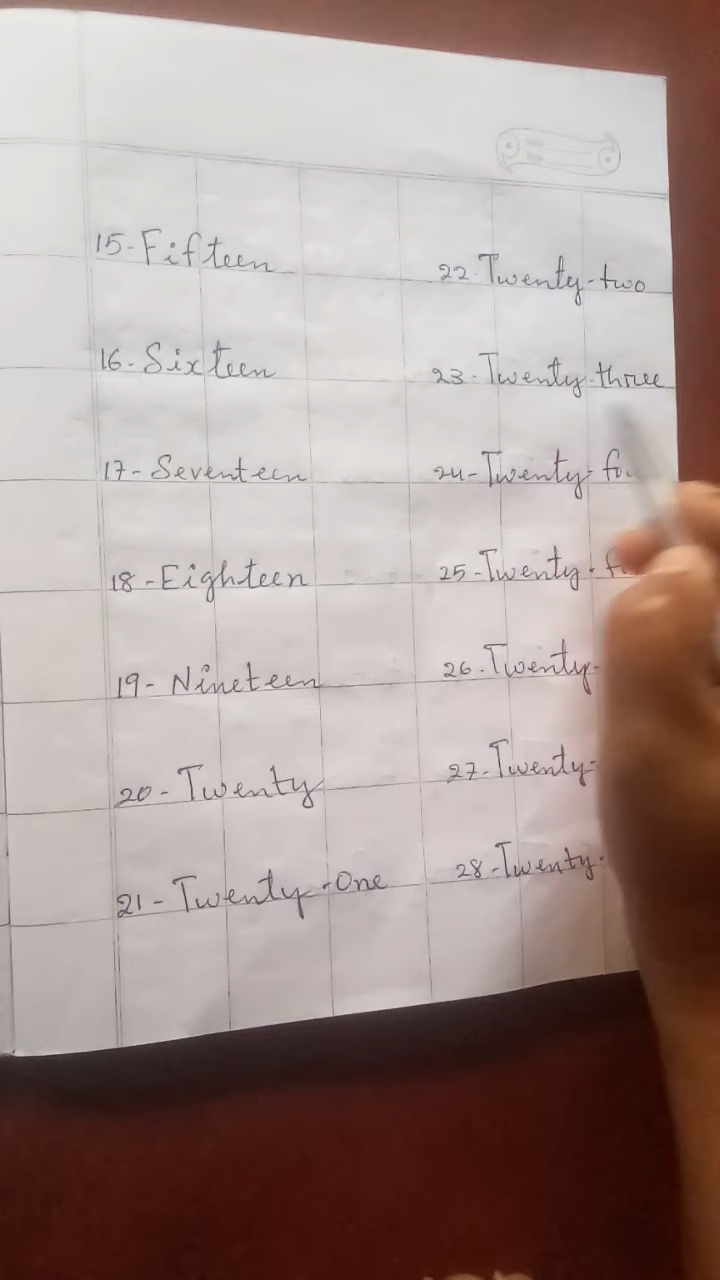 15-Fifteen
16-Sixteen
17-Seventeen
18-Eighteen
19-Nineteen
20-Twenty
21-Twenty-One
22-Twenty-two
23-Twenty-three
24-Twenty-
25-Twenty-
26-Twenty-
27-Twenty-
28-Twenty-